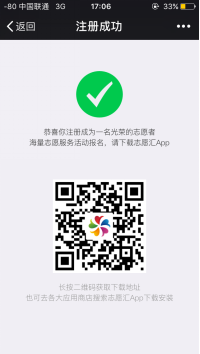 -80 中国联通 3G 17:06 33%
返回 注册成功
恭喜你注册成为一名光荣的志愿者
海量志愿服务活动报名，请下载志愿汇App
长按二维码获取下载地址
也可去各大应用商店搜索志愿汇App下载安装